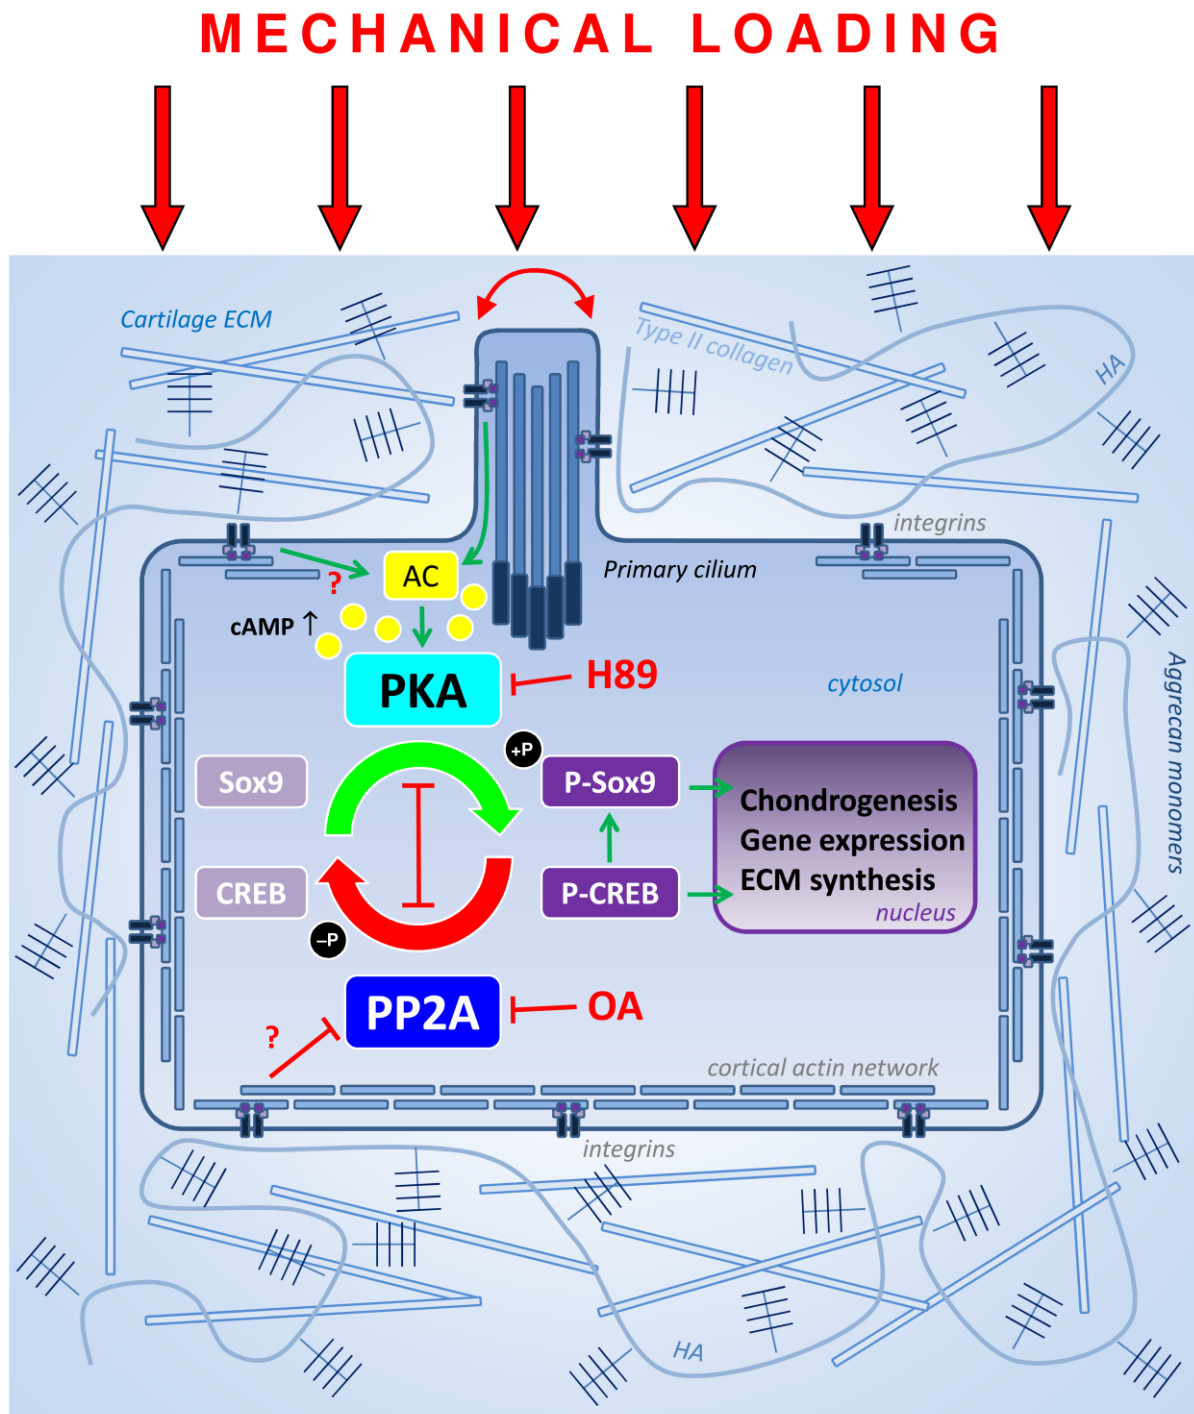 MECHANICAL LOADING
Cartilage ECM
Type II collagen
HA
integrins
Primary cilium
AC
?
cAMP ↑
PKA
H89
cytosol
Aggrecan monomers
+P
Sox9
P-Sox9
Chondrogenesis
Gene expression
ECM synthesis
nucleus
CREB
P-CREB
–P
PP2A
OA
?
cortical actin network
integrins
HA